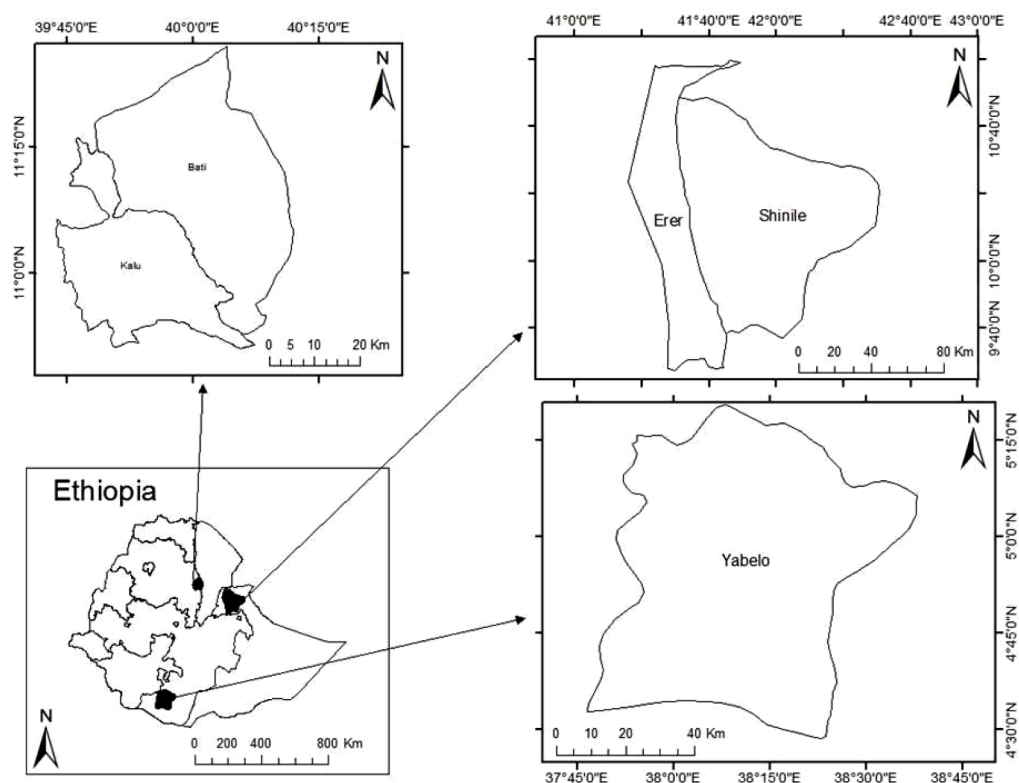 39°45'0"E 40°0'0"E 40°15'0"E
N
11°15'0"N
11°0'0"N
Bati
Kalu
0 5 10 20 Km
41°0'0"E 41°40'0"E 42°0'0"E 42°40'0"E 43°0'0"E
N
10°40'0"N
10°0'0"N
9°40'0"N
Erer
Shinile
0 20 40 80 Km
Ethiopia
N
0 200 400 800 Km
N
5°15'0"N
5°0'0"N
4°45'0"N
4°30'0"N
Yabelo
0 10 20 40 Km
37°45'0"E 38°0'0"E 38°15'0"E 38°30'0"E 38°45'0"E